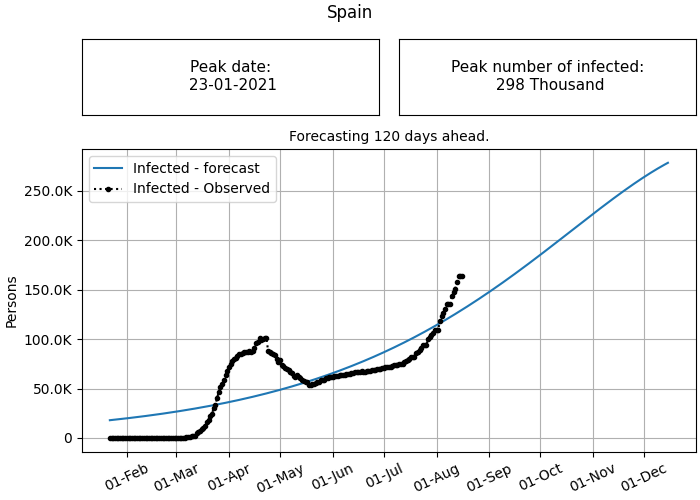 Spain
Peak date:
23-01-2021
Peak number of infected:
298 Thousand
Forecasting 120 days ahead.
Infected - forecast
Infected - Observed
Persons
250.0K
200.0K
150.0K
100.0K
50.0K
0
01-Feb
01-Mar
01-Apr
01-May
01-Jun
01-Jul
01-Aug
01-Sep
01-Oct
01-Nov
01-Dec